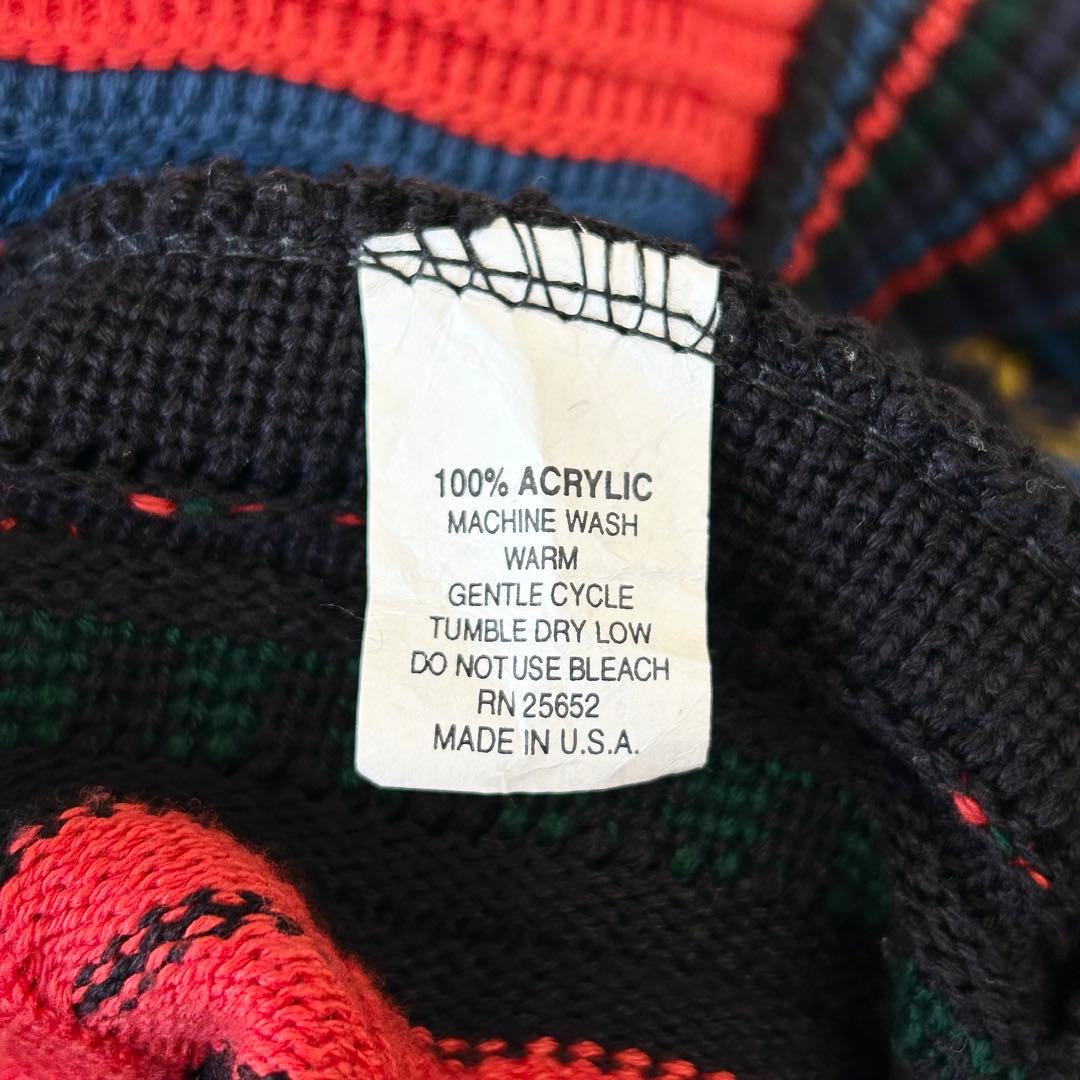 100% ACRYLIC
MACHINE WASH
WARM
GENTLE CYCLE
TUMBLE DRY LOW
DO NOT USE BLEACH
RN 25652
MADE IN U.S.A.